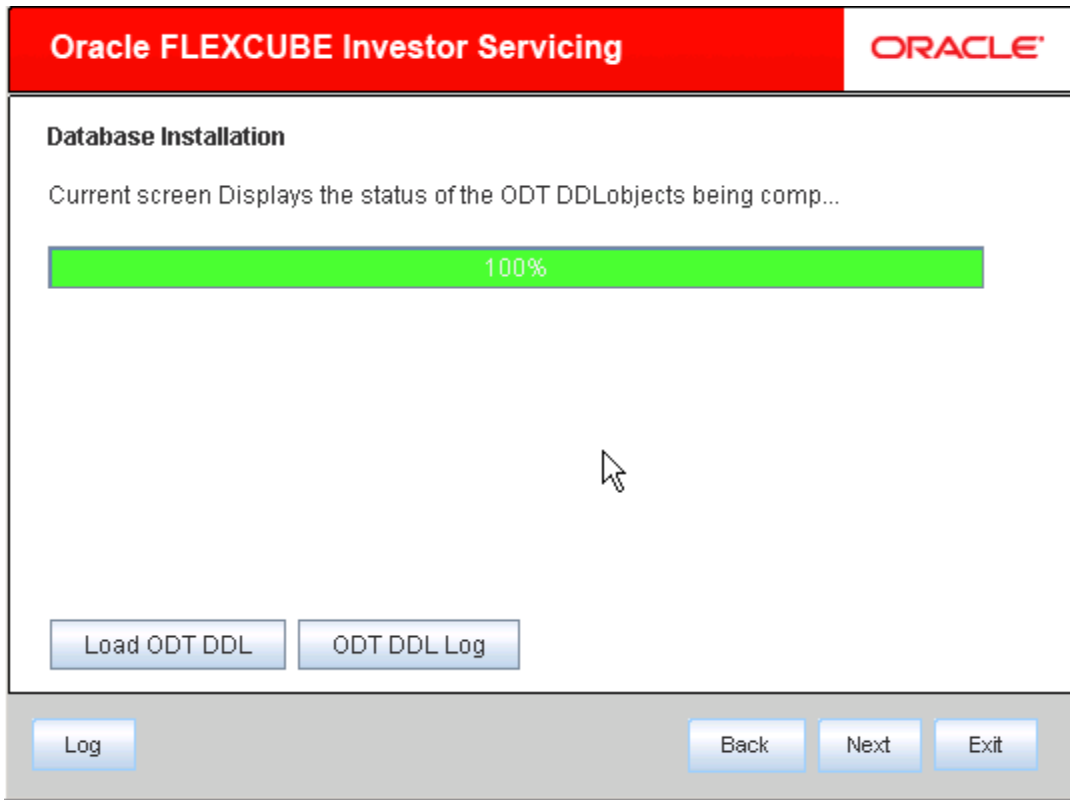 Oracle FLEXCUBE Investor Servicing
ORACLE
Database Installation
Current screen Displays the status of the ODT DDLobjects being comp...
100%
Load ODT DDL
ODT DDL Log
Log
Back
Next
Exit